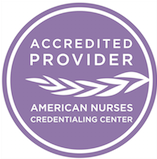 ACCREDITED
PROVIDER
AMERICAN NURSES
CREDENTIALING CENTER